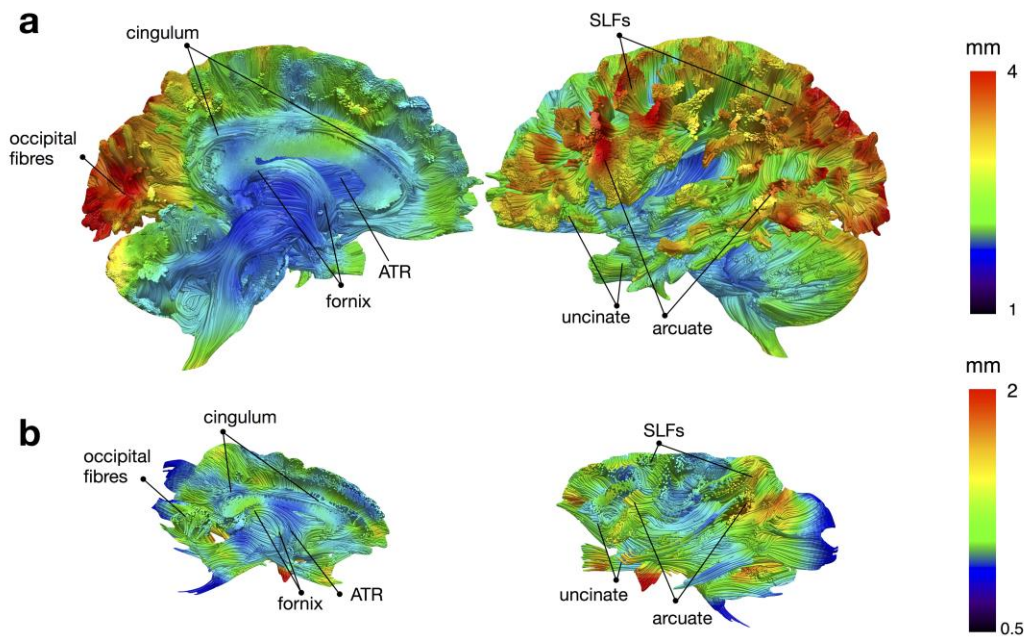 a
cingulum
SLFs
mm
4
occipital
fibres
ATR
fornix
uncinate
arcuate
1
mm
2
b
cingulum
SLFs
occipital
fibres
fornix
ATR
uncinate
arcuate
0.5